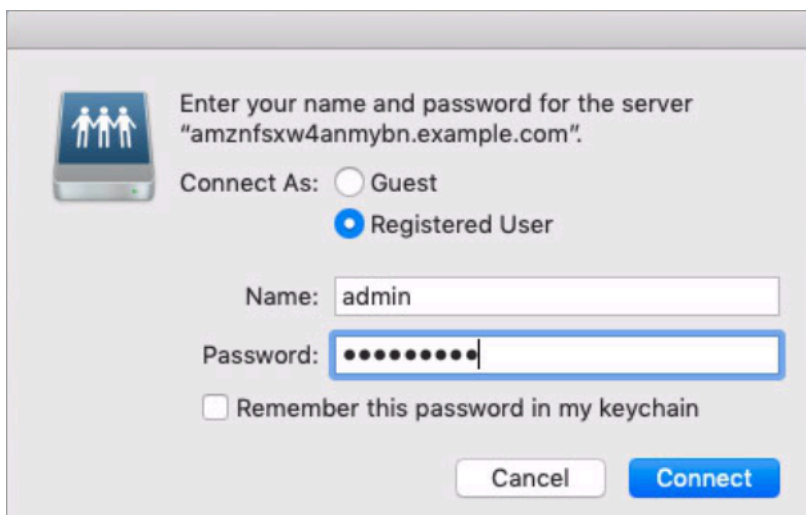 Enter your name and password for the server
“amznfsxw4anmybn.example.com”.
Connect As: Guest
Registered User
Name: admin
Password: •••••••••
Remember this password in my keychain
Cancel Connect